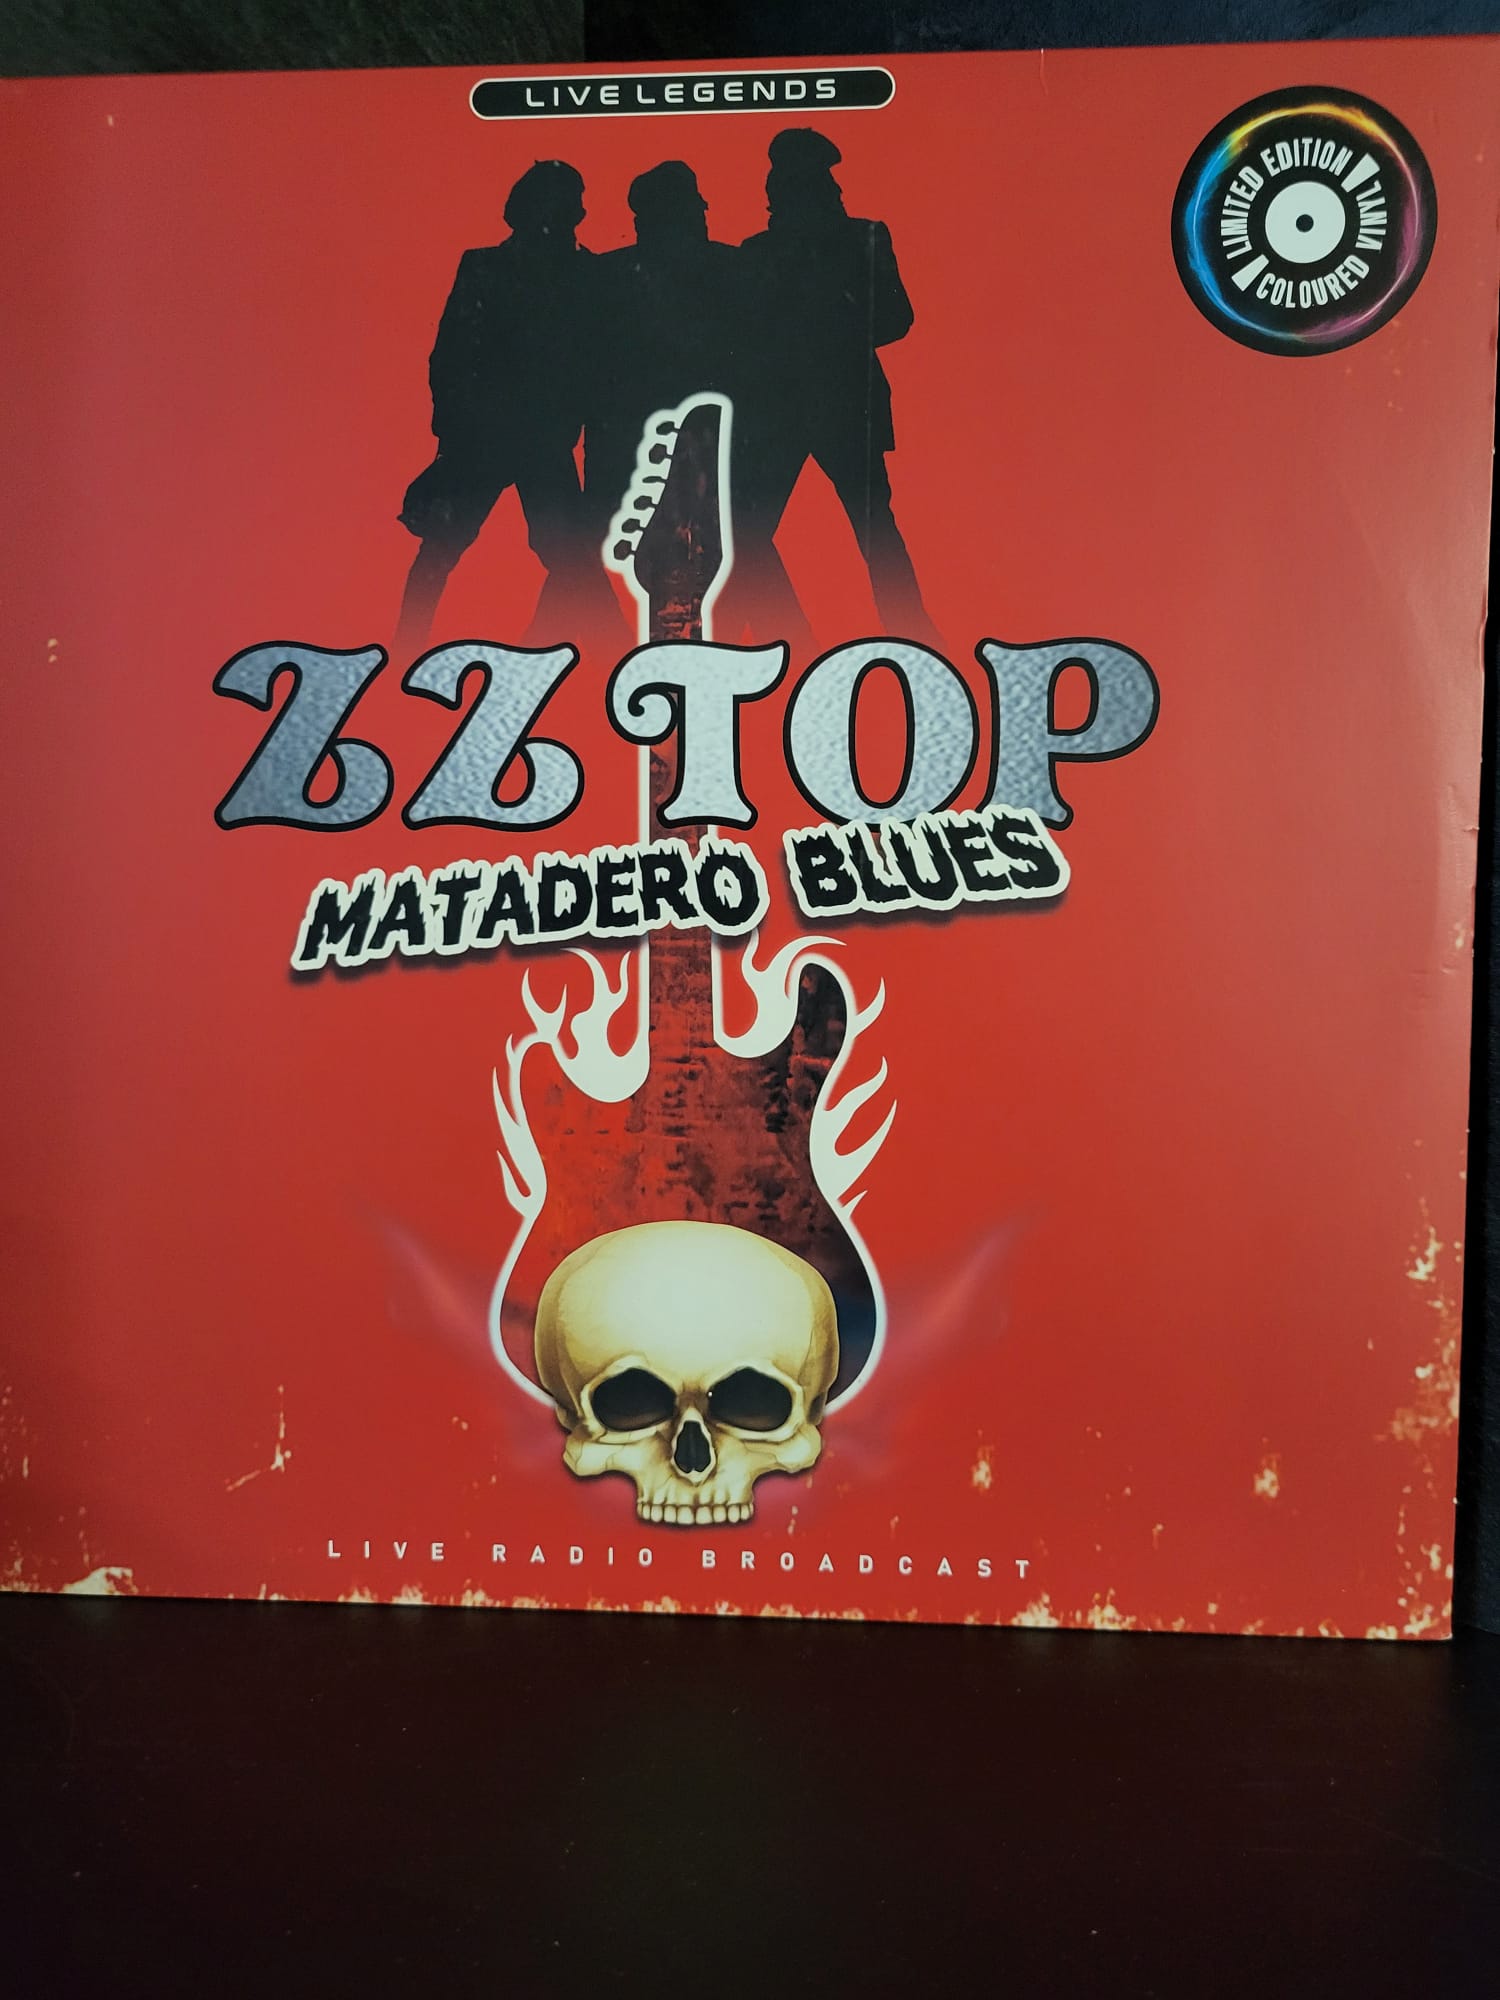 LIVE LEGENDS
LIMITED EDITION
COLOURED VINYL
ZZ TOP
MATADERO BLUES
LIVE RADIO BROADCAST